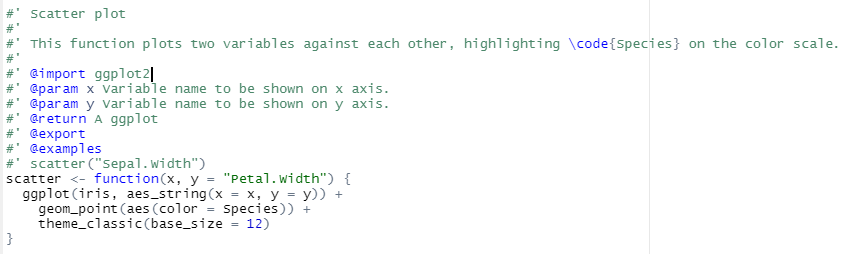 #' Scatter plot
#'
#' This function plots two variables against each other, highlighting \code{Species} on the color scale.
#'
#' @import ggplot2
#' @param x Variable name to be shown on x axis.
#' @param y Variable name to be shown on y axis.
#' @return A ggplot
#' @export
#' @examples
#' scatter("Sepal.Width")
scatter <- function(x, y = "Petal.Width") {
  ggplot(iris, aes_string(x = x, y = y)) +
    geom_point(aes(color = Species)) +
    theme_classic(base_size = 12)
}